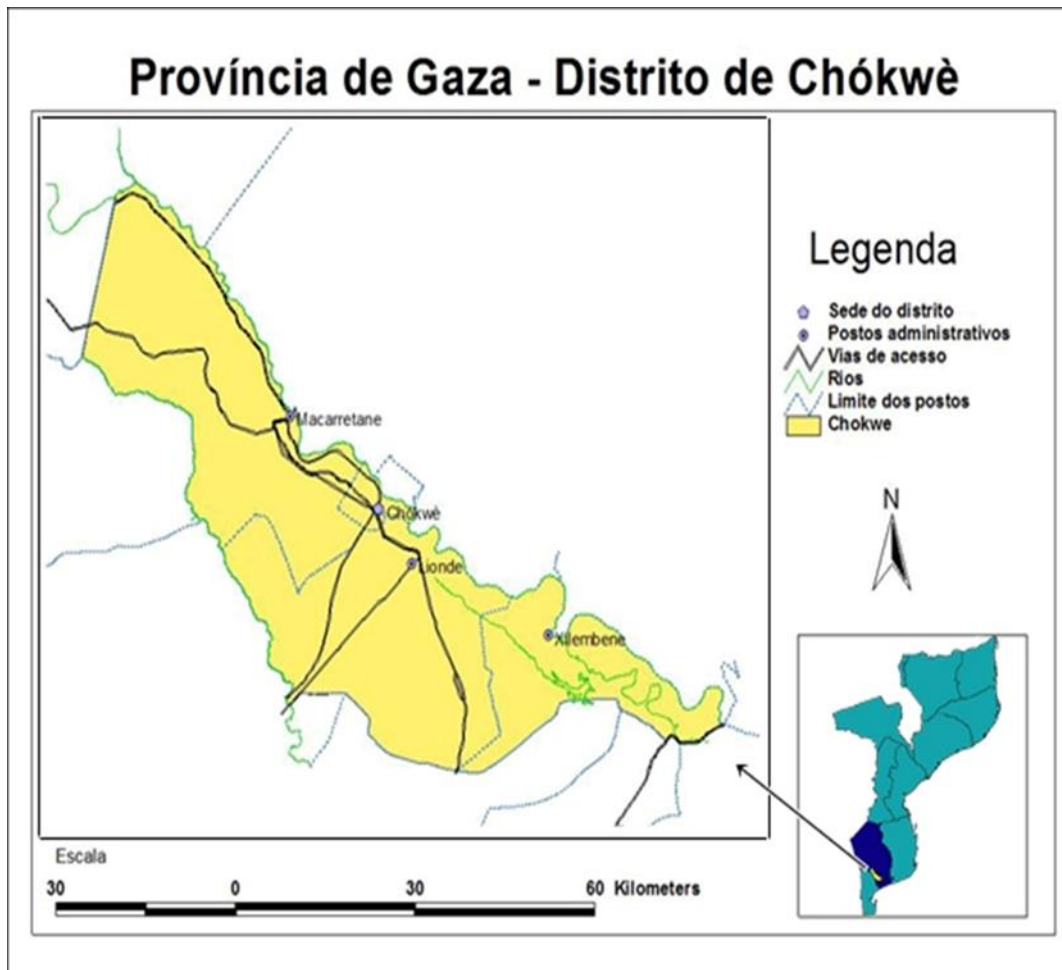 Província de Gaza - Distrito de Chókwè
Legenda
Sede do distrito
Postos administrativos
Vias de acesso
Rios
Limite dos postos
Chokwe
Macarretane
Chókwè
Lionde
Xilembene
N
Escala
30 0 30 60 Kilometers